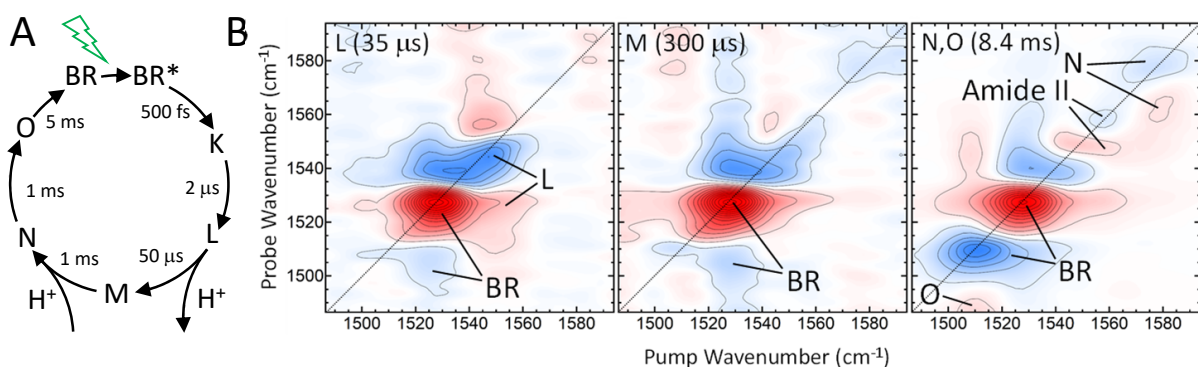 A
BR
BR*
500 fs
K
2 μs
L
50 μs
H+
M
H+
1 ms
N
1 ms
O
5 ms
B
Probe Wavenumber (cm-1)
1580
1560
1540
1520
1500
L (35 μs)
L
BR
1500 1520 1540 1560 1580
M (300 μs)
BR
1500 1520 1540 1560 1580
N,O (8.4 ms)
N
Amide II
BR
O
1500 1520 1540 1560 1580
Pump Wavenumber (cm-1)